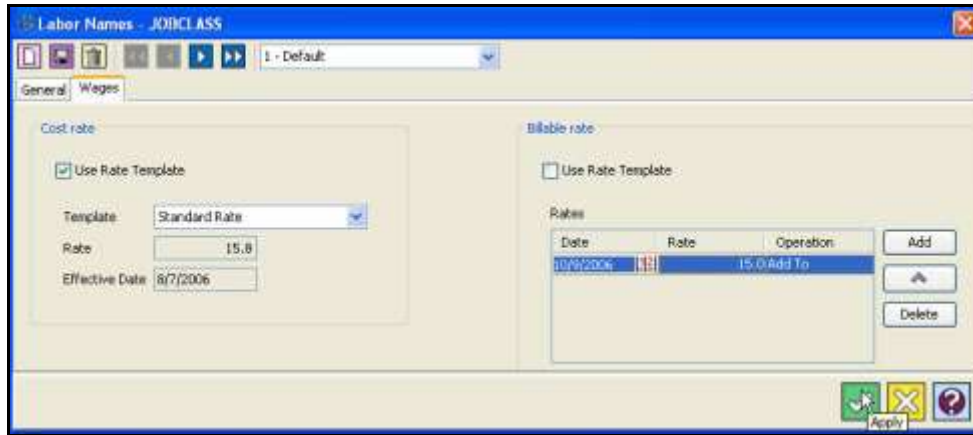 Labor Names - JOBCLASS
1 - Default
General Wages
Cost rate
Use Rate Template
Template Standard Rate
Rate 15.8
Effective Date 8/7/2006
Billable rate
Use Rate Template
Rates
Date Rate Operation
10/9/2006 15.0 Add To
Add
Delete
Apply